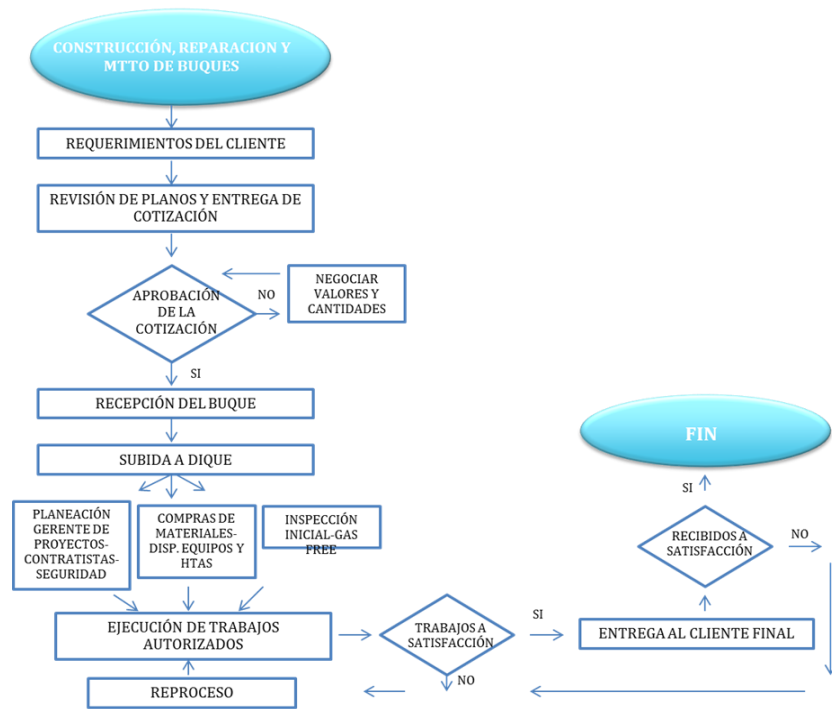 CONSTRUCCIÓN, REPARACION Y
MTTO DE BUQUES
REQUERIMIENTOS DEL CLIENTE
REVISIÓN DE PLANOS Y ENTREGA DE
COTIZACIÓN
APROBACIÓN
DE LA
COTIZACIÓN
NO
NEGOCIAR
VALORES Y
CANTIDADES
SI
RECEPCIÓN DEL BUQUE
SUBIDA A DIQUE
PLANEACIÓN
GERENTE DE
PROYECTOS-
CONTRATISTAS-
SEGURIDAD
COMPRAS DE
MATERIALES-
DISP. EQUIPOS Y
HTAS
INSPECCIÓN
INICIAL-GAS
FREE
EJECUCIÓN DE TRABAJOS
AUTORIZADOS
REPROCESO
TRABAJOS A
SATISFACCIÓN
NO
SI
ENTREGA AL CLIENTE FINAL
RECIBIDOS A
SATISFACCIÓN
NO
SI
FIN